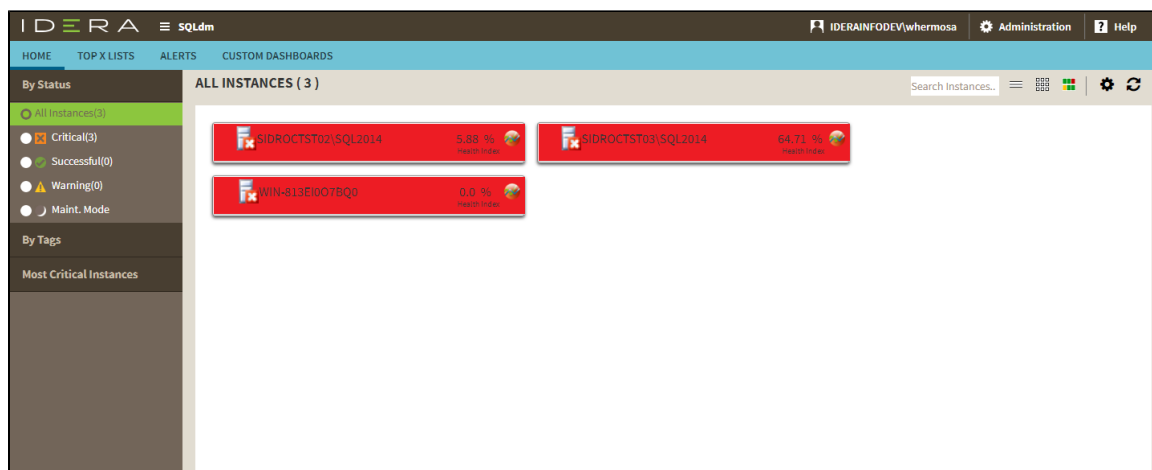 IDERA SQLdm IDERAINFODEV\whermosa Administration ? Help
HOME TOP X LISTS ALERTS CUSTOM DASHBOARDS
By Status
All Instances(3)
Critical(3)
Successful(0)
Warning(0)
Maint. Mode
By Tags
Most Critical Instances
ALL INSTANCES ( 3 )
Search Instances..
SIDROCTST02\SQL2014 5.88 %
Health Index
SIDROCTST03\SQL2014 64.71 %
Health Index
WIN-813EI0O7BQ0 0.0 %
Health Index